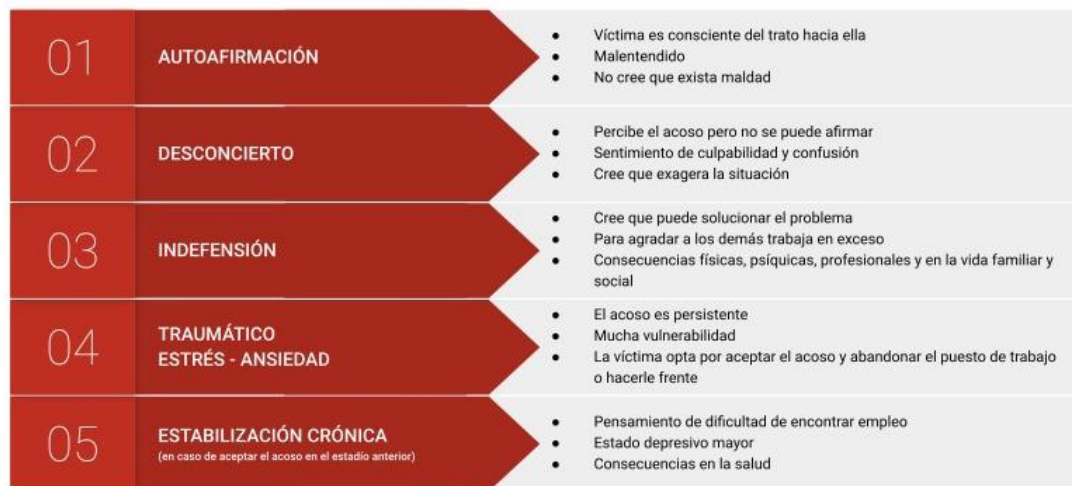 01
AUTOAFIRMACIÓN
● Víctima es consciente del trato hacia ella
● Malentendido
● No cree que exista maldad
02
DESCONCIERTO
● Percibe el acoso pero no se puede afirmar
● Sentimiento de culpabilidad y confusión
● Cree que exagera la situación
03
INDEFENSIÓN
● Cree que puede solucionar el problema
● Para agradar a los demás trabaja en exceso
● Consecuencias físicas, psíquicas, profesionales y en la vida familiar y
social
04
TRAUMÁTICO
ESTRÉS - ANSIEDAD
● El acoso es persistente
● Mucha vulnerabilidad
● La víctima opta por aceptar el acoso y abandonar el puesto de trabajo
o hacerle frente
05
ESTABILIZACIÓN CRÓNICA
(en caso de aceptar el acoso en el estadio anterior)
● Pensamiento de dificultad de encontrar empleo
● Estado depresivo mayor
● Consecuencias en la salud